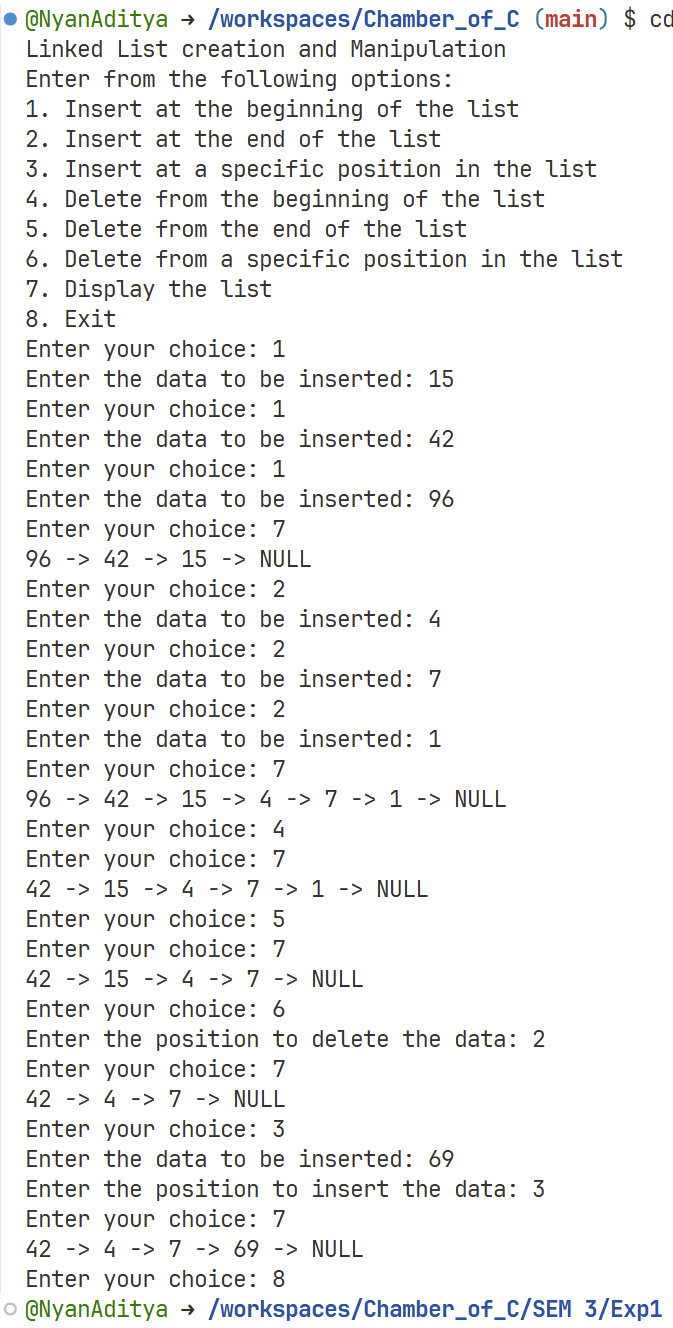 @NyanAditya → /workspaces/Chamber_of_C (main) $ cd
Linked List creation and Manipulation
Enter from the following options:
1. Insert at the beginning of the list
2. Insert at the end of the list
3. Insert at a specific position in the list
4. Delete from the beginning of the list
5. Delete from the end of the list
6. Delete from a specific position in the list
7. Display the list
8. Exit
Enter your choice: 1
Enter the data to be inserted: 15
Enter your choice: 1
Enter the data to be inserted: 42
Enter your choice: 1
Enter the data to be inserted: 96
Enter your choice: 7
96 -> 42 -> 15 -> NULL
Enter your choice: 2
Enter the data to be inserted: 4
Enter your choice: 2
Enter the data to be inserted: 7
Enter your choice: 2
Enter the data to be inserted: 1
Enter your choice: 7
96 -> 42 -> 15 -> 4 -> 7 -> 1 -> NULL
Enter your choice: 4
Enter your choice: 7
42 -> 15 -> 4 -> 7 -> 1 -> NULL
Enter your choice: 5
Enter your choice: 7
42 -> 15 -> 4 -> 7 -> NULL
Enter your choice: 6
Enter the position to delete the data: 2
Enter your choice: 7
42 -> 4 -> 7 -> NULL
Enter your choice: 3
Enter the data to be inserted: 69
Enter the position to insert the data: 3
Enter your choice: 7
42 -> 4 -> 7 -> 69 -> NULL
Enter your choice: 8
@NyanAditya → /workspaces/Chamber_of_C/SEM 3/Exp1